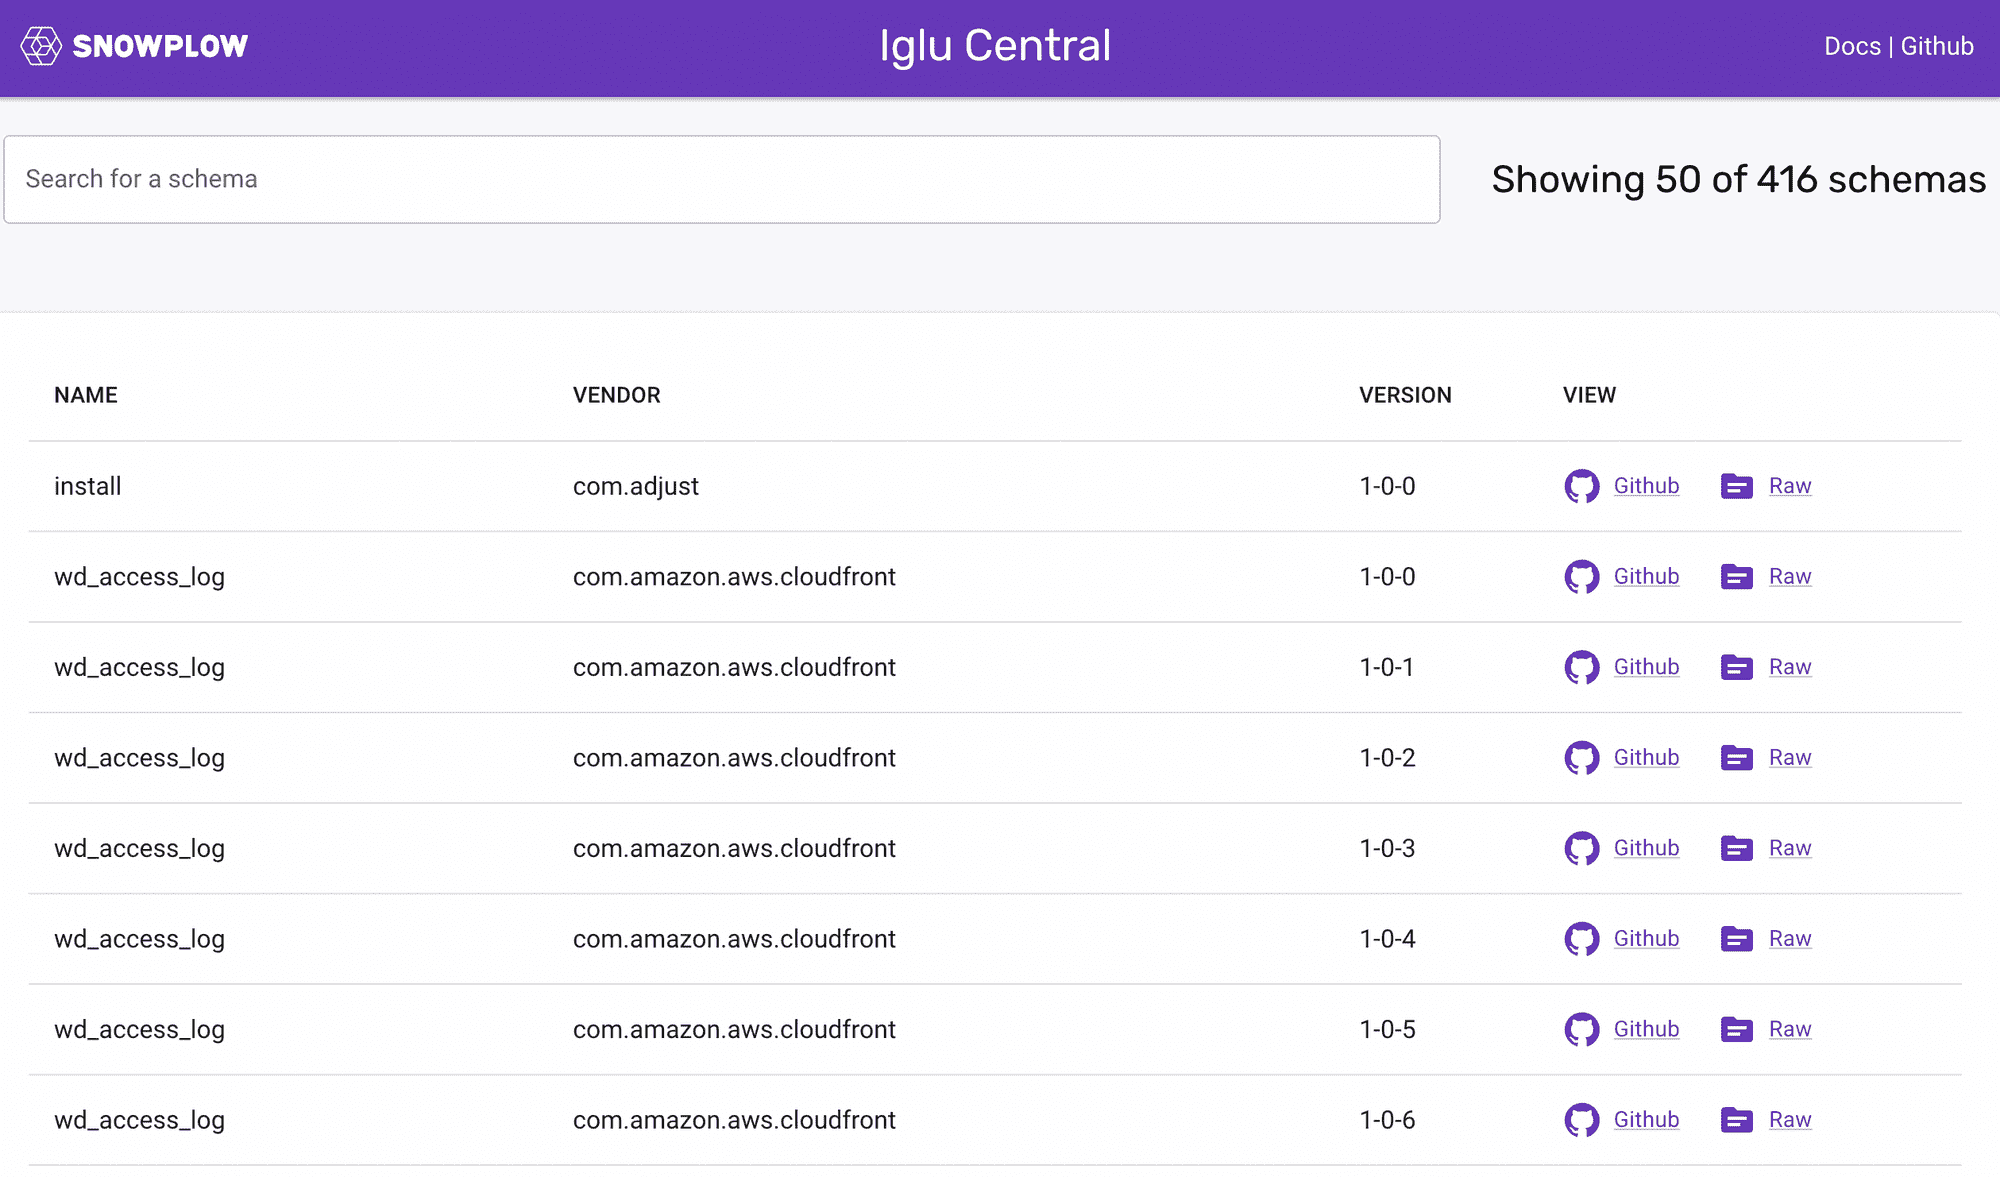 SNOWPLOW Iglu Central Docs | Github
Search for a schema Showing 50 of 416 schemas
NAME VENDOR VERSION VIEW
install com.adjust 1-0-0 Github Raw
wd_access_log com.amazon.aws.cloudfront 1-0-0 Github Raw
wd_access_log com.amazon.aws.cloudfront 1-0-1 Github Raw
wd_access_log com.amazon.aws.cloudfront 1-0-2 Github Raw
wd_access_log com.amazon.aws.cloudfront 1-0-3 Github Raw
wd_access_log com.amazon.aws.cloudfront 1-0-4 Github Raw
wd_access_log com.amazon.aws.cloudfront 1-0-5 Github Raw
wd_access_log com.amazon.aws.cloudfront 1-0-6 Github Raw